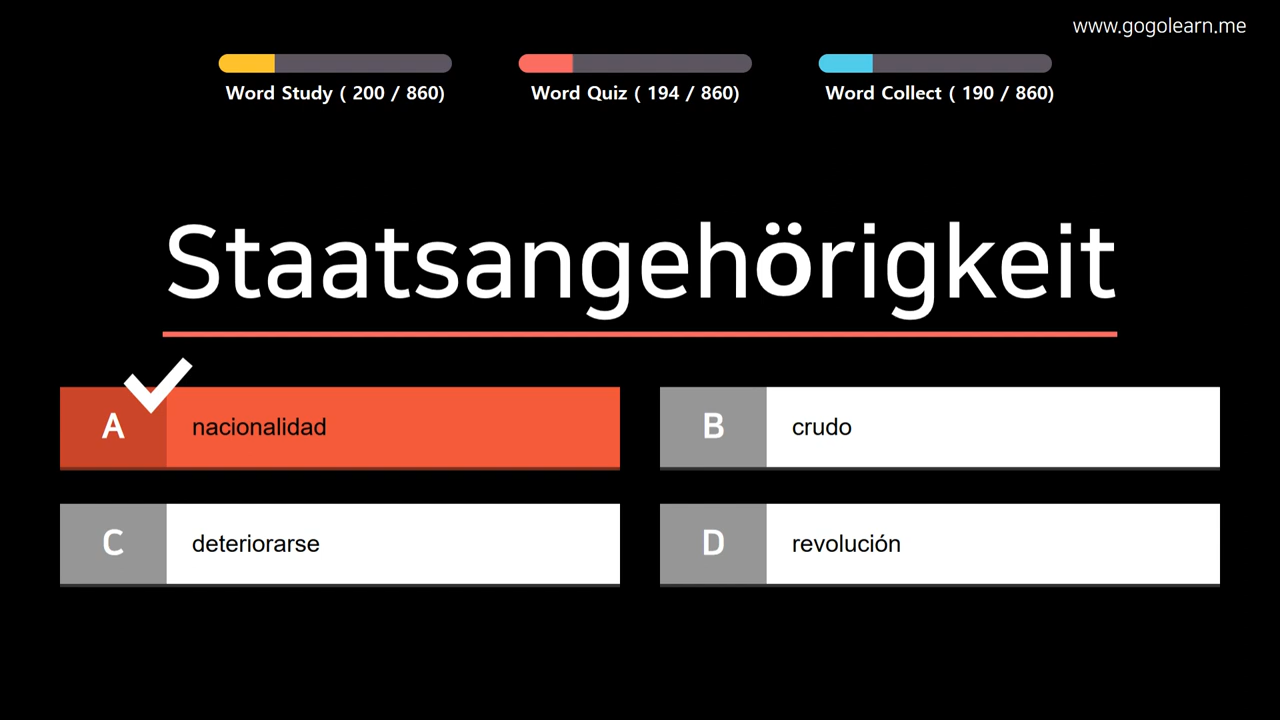 www.gogolearn.me
Word Study ( 200 / 860)
Word Quiz ( 194 / 860)
Word Collect ( 190 / 860)
Staatsangehörigkeit
A nacionalidad
B crudo
C deteriorarse
D revolución